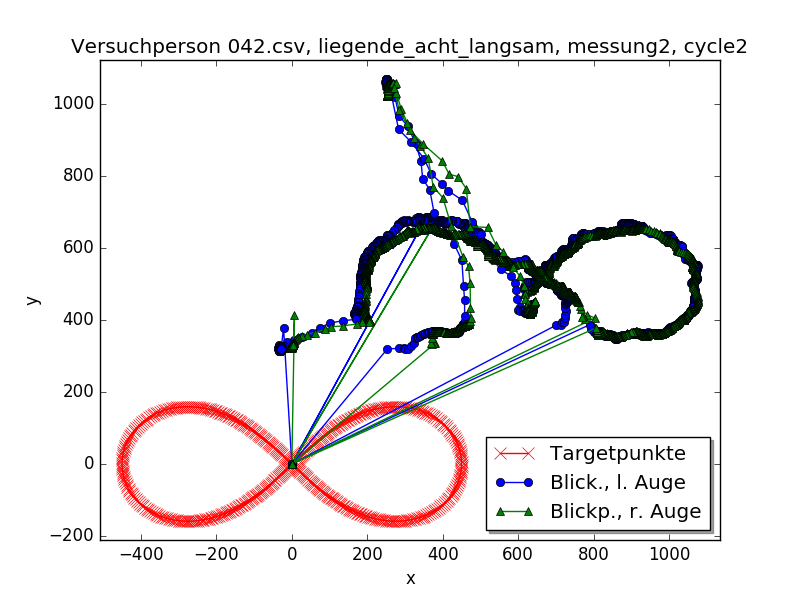 Versuchperson 042.csv, liegende_acht_langsam, messung2, cycle2
1000
800
600
400
200
0
−200
y
−400
−200
0
200
400
600
800
1000
x
Targetpunkte
Blick., l. Auge
Blickp., r. Auge